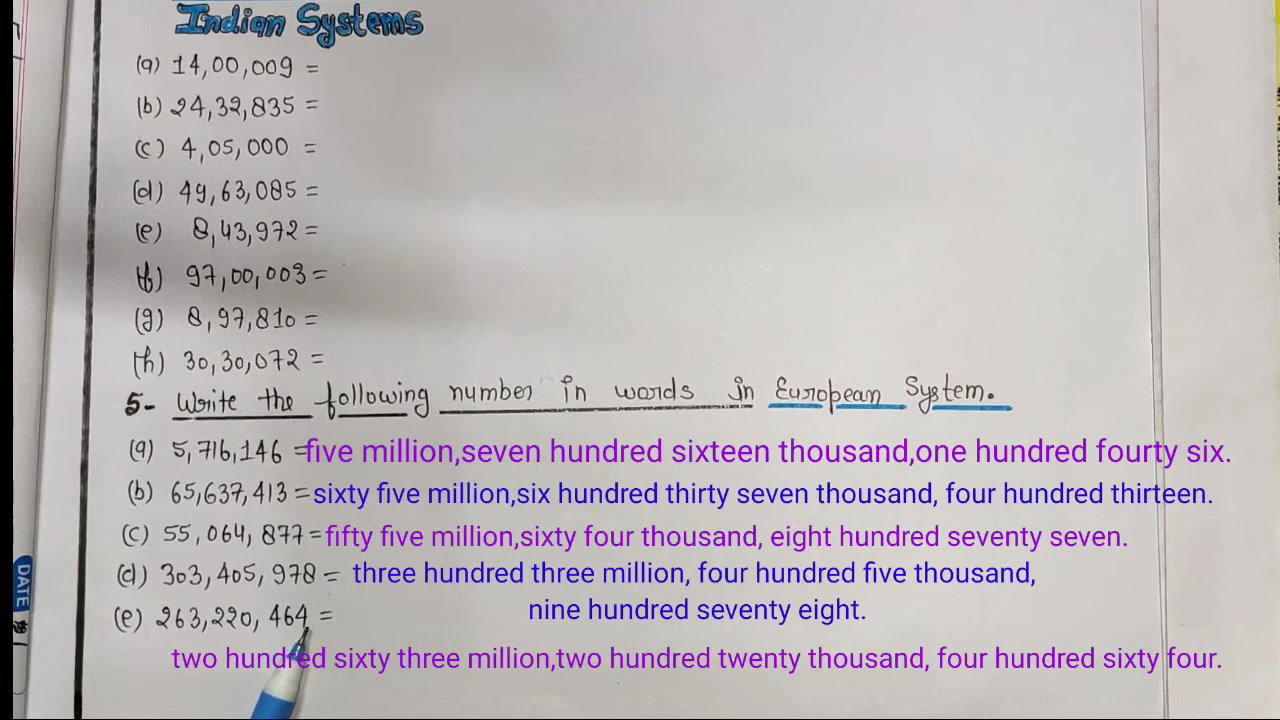 Indian Systems
(a) 14,00,009 =
(b) 24,32,835 =
(c) 4,05,000 =
(d) 49,63,085 =
(e) 8,43,972 =
(f) 97,00,003 =
(g) 8,97,810 =
(h) 30,30,072 =
5- Write the following number in words in European System.
(a) 5,716,146 =five million,seven hundred sixteen thousand,one hundred fourty six.
(b) 65,637,413 = sixty five million,six hundred thirty seven thousand, four hundred thirteen.
(c) 55,064,877 = fifty five million,sixty four thousand, eight hundred seventy seven.
(d) 303,405,978 = three hundred three million, four hundred five thousand,
nine hundred seventy eight.
(e) 263,220,464 =
two hundred sixty three million,two hundred twenty thousand, four hundred sixty four.
DATE